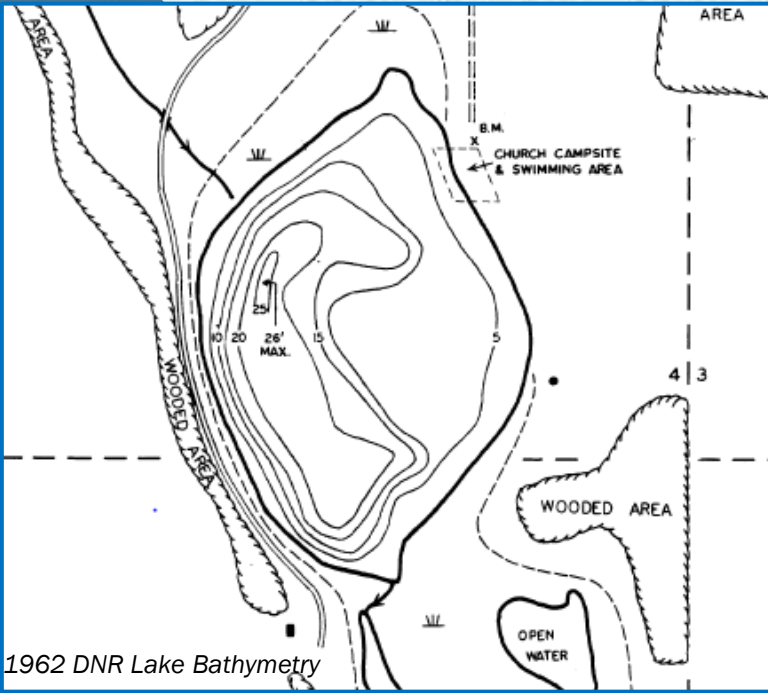 AREA
AREA
B.M.
X
CHURCH CAMPSITE
& SWIMMING AREA
25
10 20 26' 15 5
MAX.
4 3
WOODED AREA
WOODED AREA
OPEN
WATER
1962 DNR Lake Bathymetry